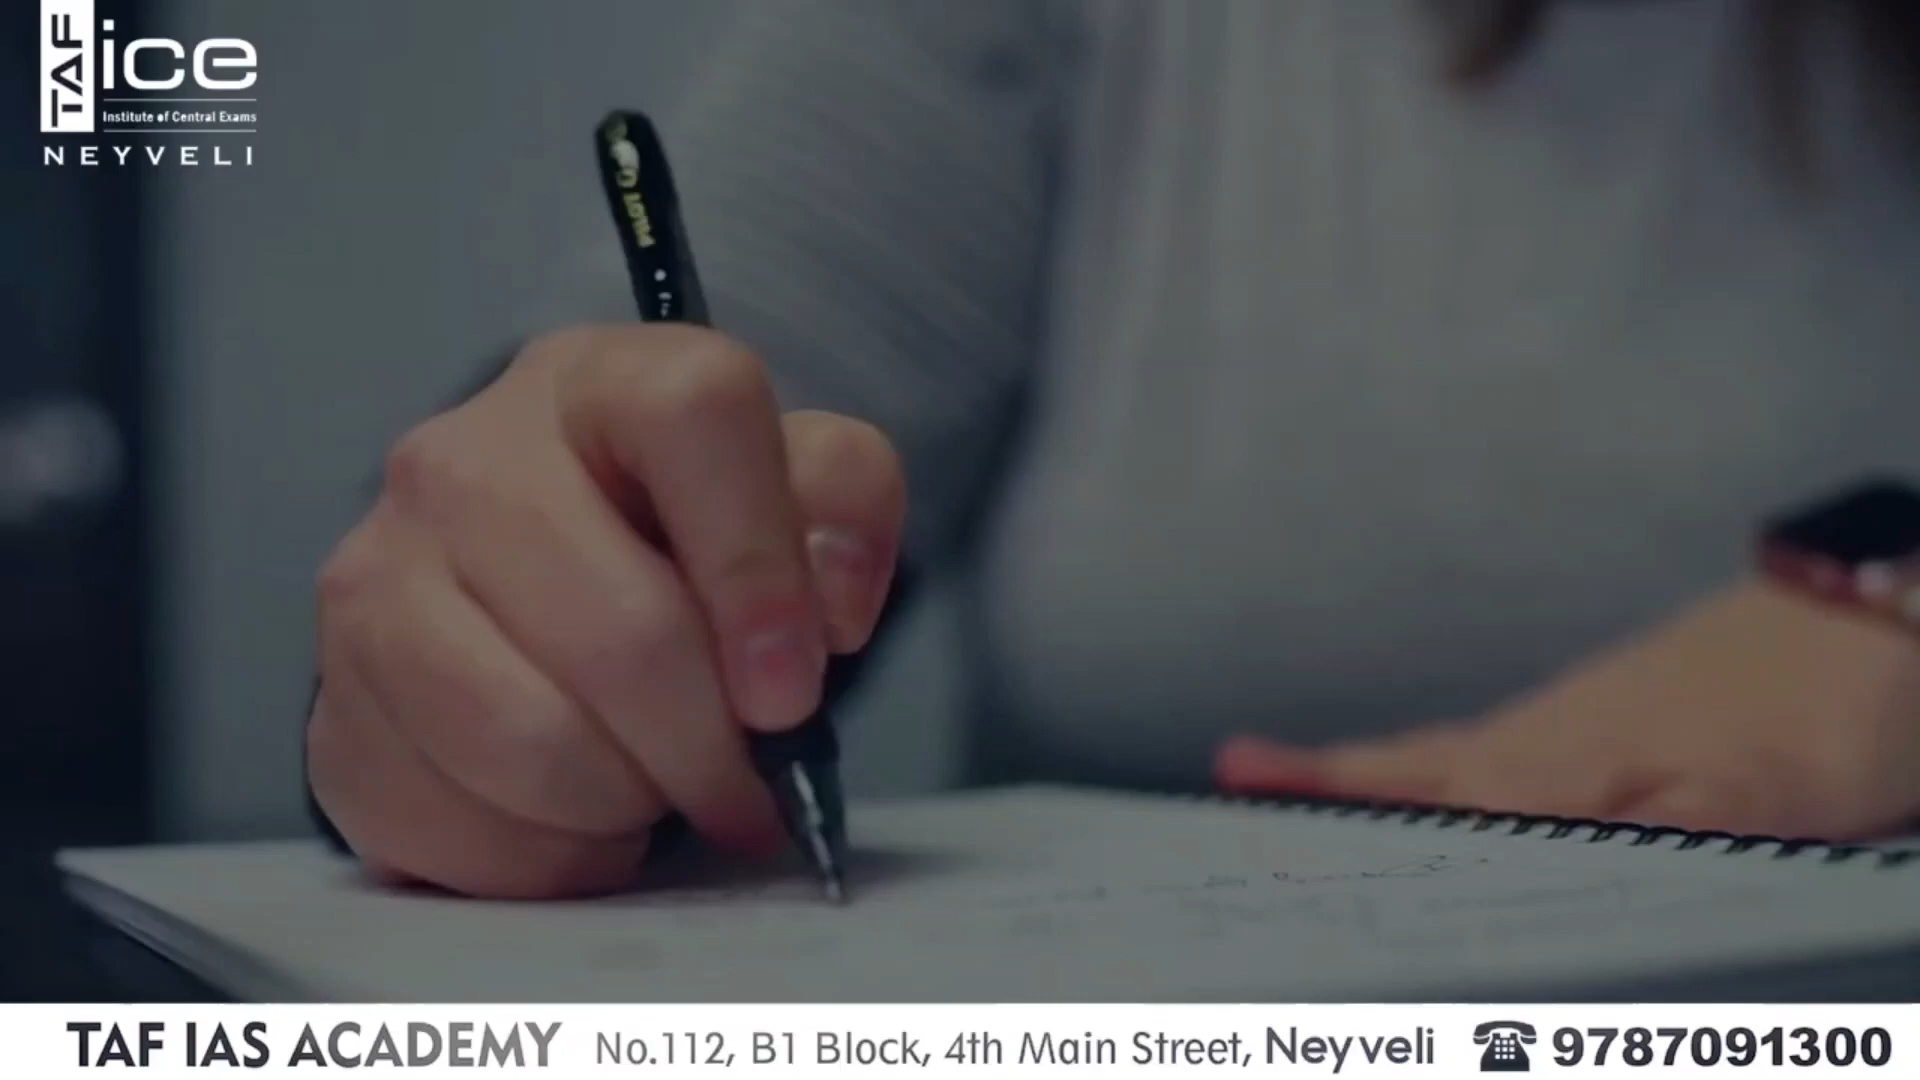 TAF
ice
Institute of Central Exams
NEYVELI
TAF IAS ACADEMY No.112, B1 Block, 4th Main Street, Neyveli 9787091300